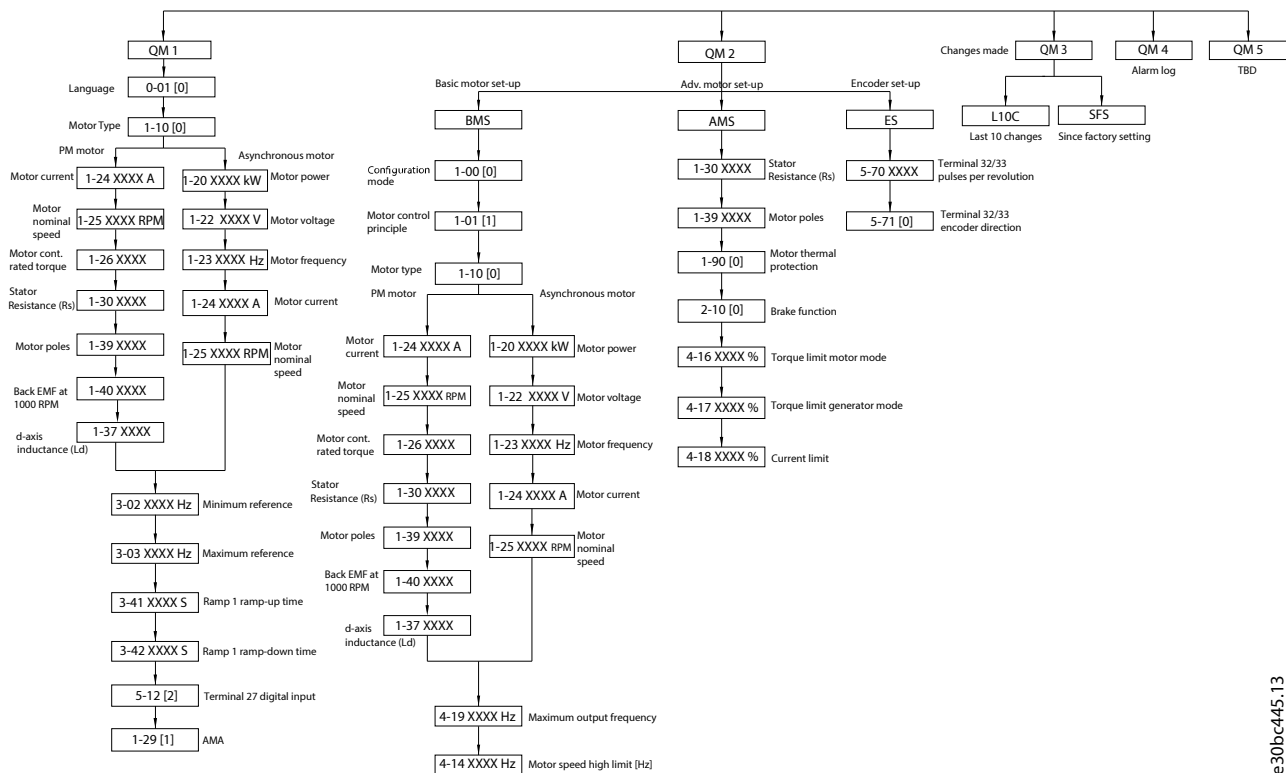 QM 1
Language
0-01 [0]
Motor Type
1-10 [0]
PM motor
Motor current
1-24 XXXX A
Motor
nominal
speed
1-25 XXXX RPM
Motor cont.
rated torque
1-26 XXXX
Stator
Resistance (Rs)
1-30 XXXX
Motor poles
1-39 XXXX
Back EMF at
1000 RPM
1-40 XXXX
d-axis
inductance (Ld)
1-37 XXXX
Asynchronous motor
1-20 XXXX kW
Motor power
1-22 XXXX V
Motor voltage
1-23 XXXX Hz
Motor frequency
1-24 XXXX A
Motor current
1-25 XXXX RPM
Motor
nominal
speed
3-02 XXXX Hz
Minimum reference
3-03 XXXX Hz
Maximum reference
3-41 XXXX S
Ramp 1 ramp-up time
3-42 XXXX S
Ramp 1 ramp-down time
5-12 [2]
Terminal 27 digital input
1-29 [1]
AMA
QM 2
Basic motor set-up
BMS
Configuration
mode
1-00 [0]
Motor control
principle
1-01 [1]
Motor type
1-10 [0]
PM motor
Motor
current
1-24 XXXX A
Motor
nominal
speed
1-25 XXXX RPM
Motor cont.
rated torque
1-26 XXXX
Stator
Resistance (Rs)
1-30 XXXX
Motor poles
1-39 XXXX
Back EMF at
1000 RPM
1-40 XXXX
d-axis
inductance (Ld)
1-37 XXXX
Asynchronous motor
1-20 XXXX kW
Motor power
1-22 XXXX V
Motor voltage
1-23 XXXX Hz
Motor frequency
1-24 XXXX A
Motor current
1-25 XXXX RPM
Motor
nominal
speed
4-19 XXXX Hz
Maximum output frequency
4-14 XXXX Hz
Motor speed high limit [Hz]
Adv. motor set-up
AMS
1-30 XXXX
Stator
Resistance (Rs)
1-39 XXXX
Motor poles
1-90 [0]
Motor thermal
protection
2-10 [0]
Brake function
4-16 XXXX %
Torque limit motor mode
4-17 XXXX %
Torque limit generator mode
4-18 XXXX %
Current limit
Encoder set-up
ES
5-70 XXXX
Terminal 32/33
pulses per revolution
5-71 [0]
Terminal 32/33
encoder direction
Changes made
QM 3
L10C
Last 10 changes
SFS
Since factory setting
QM 4
Alarm log
QM 5
TBD
e30bc445.13